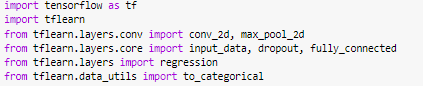 import tensorflow as tf
import tflearn
from tflearn.layers.conv import conv_2d, max_pool_2d
from tflearn.layers.core import input_data, dropout, fully_connected
from tflearn.layers import regression
from tflearn.data_utils import to_categorical